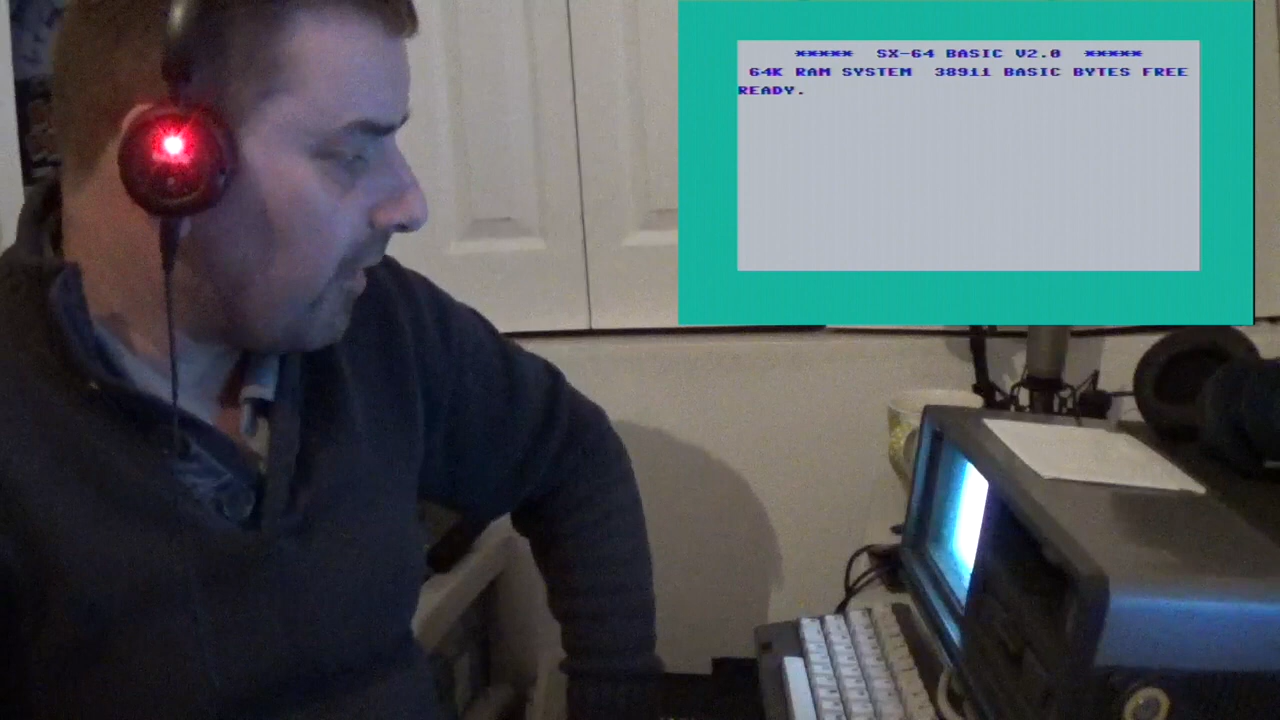 ***** SX-64 BASIC V2.0 *****
64K RAM SYSTEM 38911 BASIC BYTES FREE
READY.